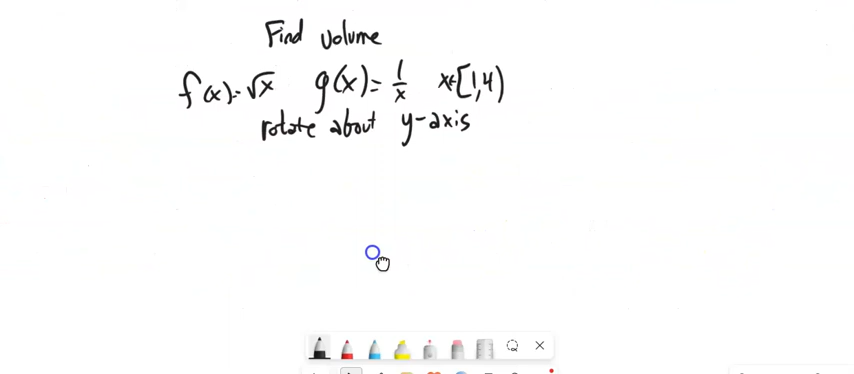 Find volume
f(x)=√x g(x)=1/x x∈[1,4)
rotate about y-axis